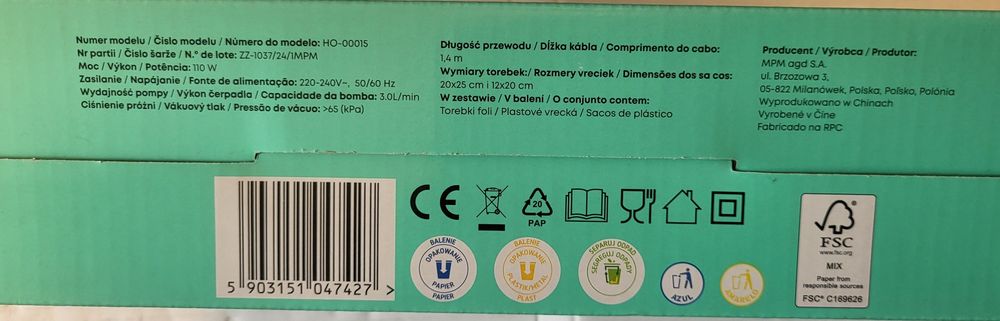 Numer modelu / Číslo modelu / Número do modelo: HO-00015
Nr partii / Číslo šarže / N.° de lote: ZZ-1037/24/1MPM
Moc / Výkon / Potência: 110 W
Zasilanie / Napájanie / Fonte de alimentação: 220-240V~, 50/60 Hz
Wydajność pompy / Výkon čerpadla / Capacidade da bomba: 3.0L/min
Ciśnienie próżni / Vákuový tlak / Pressão de vácuo: >65 (kPa)
Długość przewodu / Dĺžka kábla / Comprimento do cabo:
1,4 m
Wymiary torebek:/ Rozmery vreciek / Dimensões dos sa cos:
20x25 cm i 12x20 cm
W zestawie / V balení / O conjunto contem:
Torebki foli / Plastové vrecká / Sacos de plástico
Producent / Výrobca / Produtor:
MPM agd S.A.
ul. Brzozowa 3,
05-822 Milanówek, Polska, Poľsko, Polónia
Wyprodukowano w Chinach
Vyrobené v Číne
Fabricado na RPC
5 903151 047427 >
CE
20
PAP
BALENIE
OPAKOWANIE
PAPIER
PAPIER
BALENIE
OPAKOWANIE
PLASTIK/METAL
PLAST
SEPARUJ ODPAD
SEGREGUJ ODPADY
AZUL
AMARELO
FSC
www.fsc.org
MIX
Paper from
responsible sources
FSC® C169626